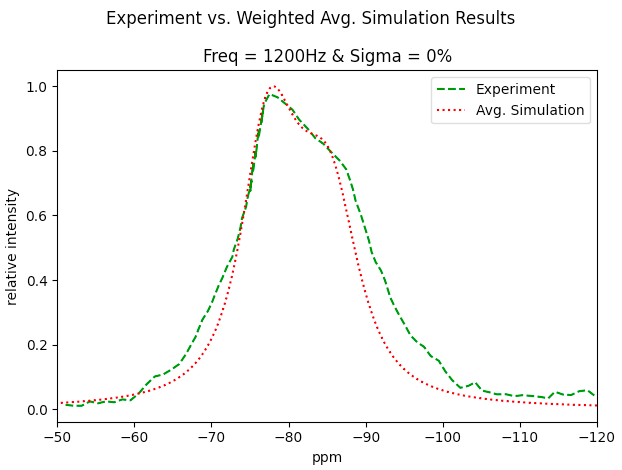 Experiment vs. Weighted Avg. Simulation Results
Freq = 1200Hz & Sigma = 0%
1.0
0.8
0.6
0.4
0.2
0.0
relative intensity
Experiment
Avg. Simulation
−50
−60
−70
−80
−90
−100
−110
−120
ppm